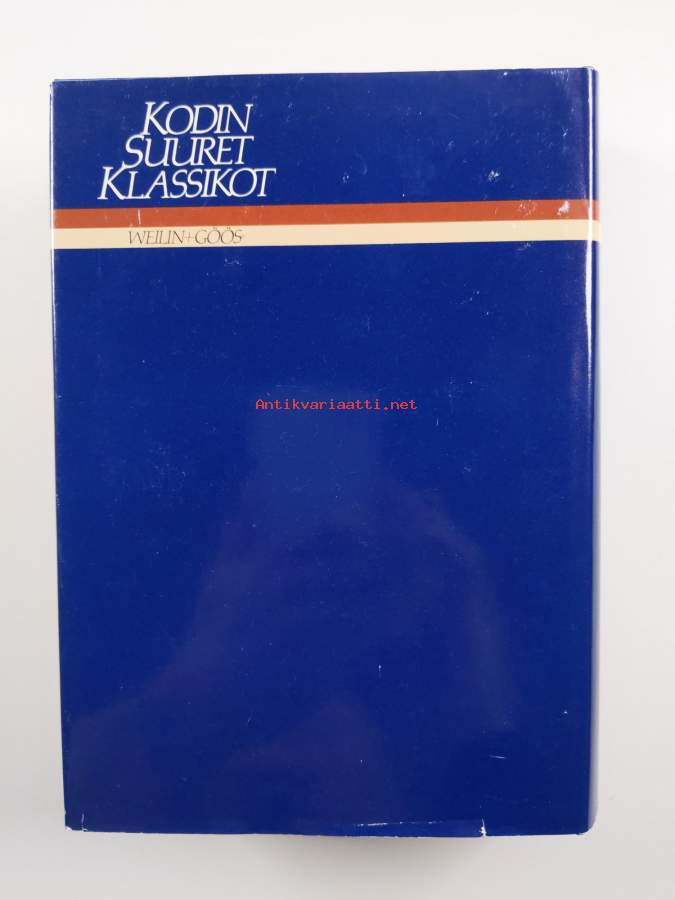 KODIN
SUURET
KLASSIKOT
WEILIN+GÖÖS
Antikvariaatti.net